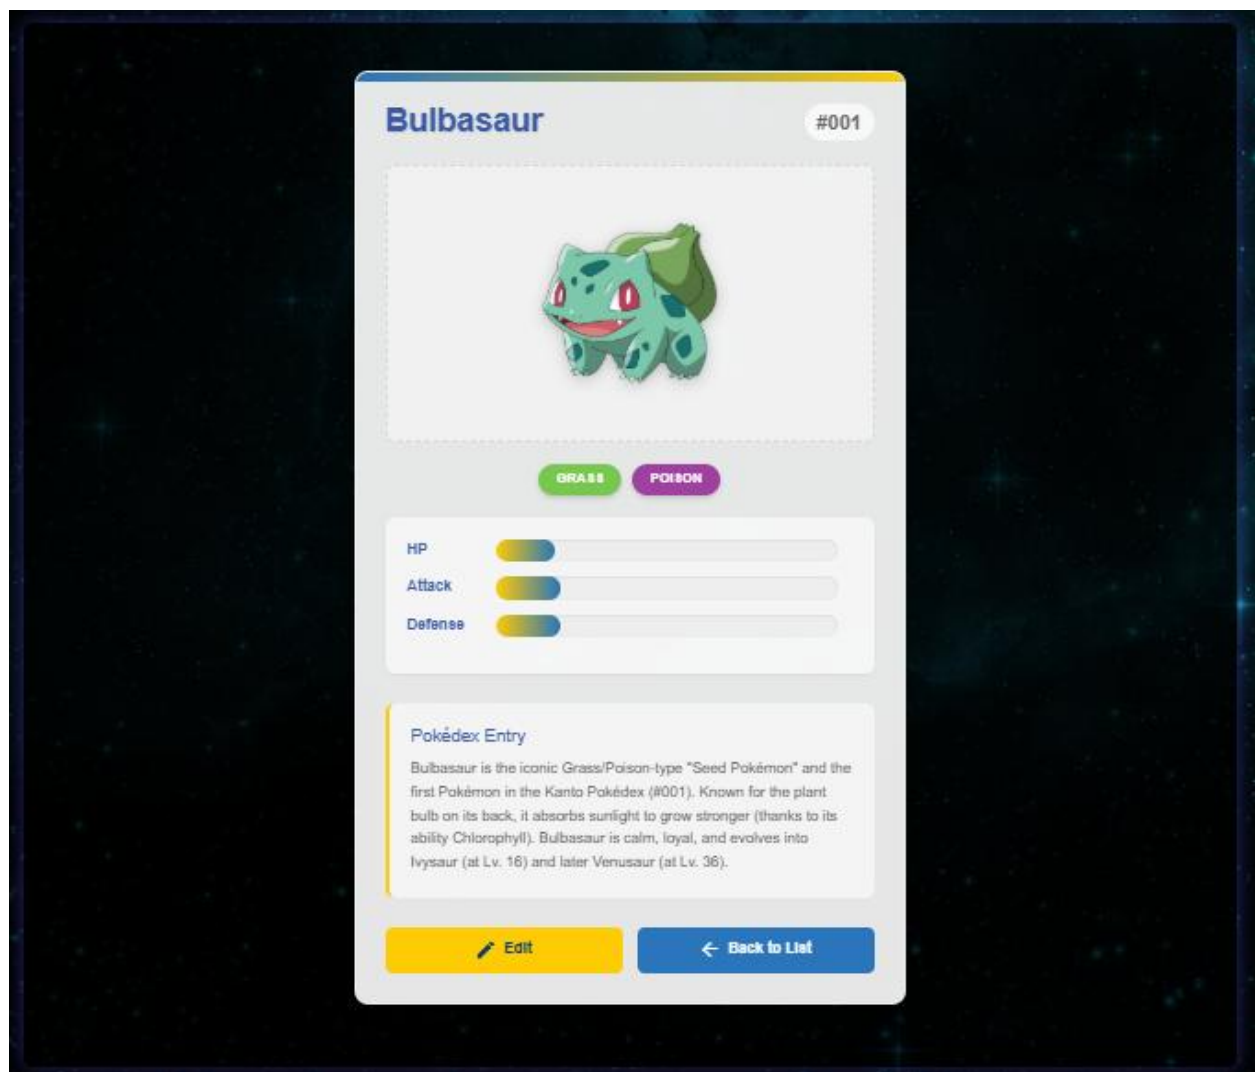 Bulbasaur
#001
GRASS
POISON
HP
Attack
Defense
Pokédex Entry
Bulbasaur is the iconic Grass/Poison-type "Seed Pokémon" and the
first Pokémon in the Kanto Pokédex (#001). Known for the plant
bulb on its back, it absorbs sunlight to grow stronger (thanks to its
ability Chlorophyll). Bulbasaur is calm, loyal, and evolves into
Ivysaur (at Lv. 16) and later Venusaur (at Lv. 36).
Edit
Back to List